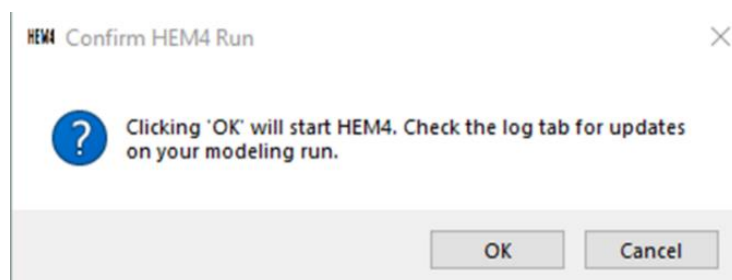 HEM4 Confirm HEM4 Run
Clicking 'OK' will start HEM4. Check the log tab for updates
on your modeling run.
OK Cancel